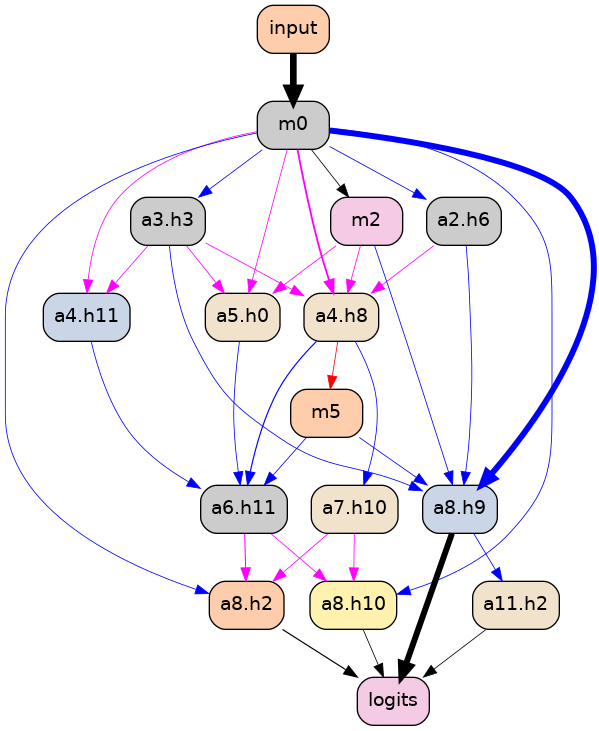 input
m0
a3.h3
m2
a2.h6
a4.h11
a5.h0
a4.h8
m5
a6.h11
a7.h10
a8.h9
a8.h2
a8.h10
a11.h2
logits